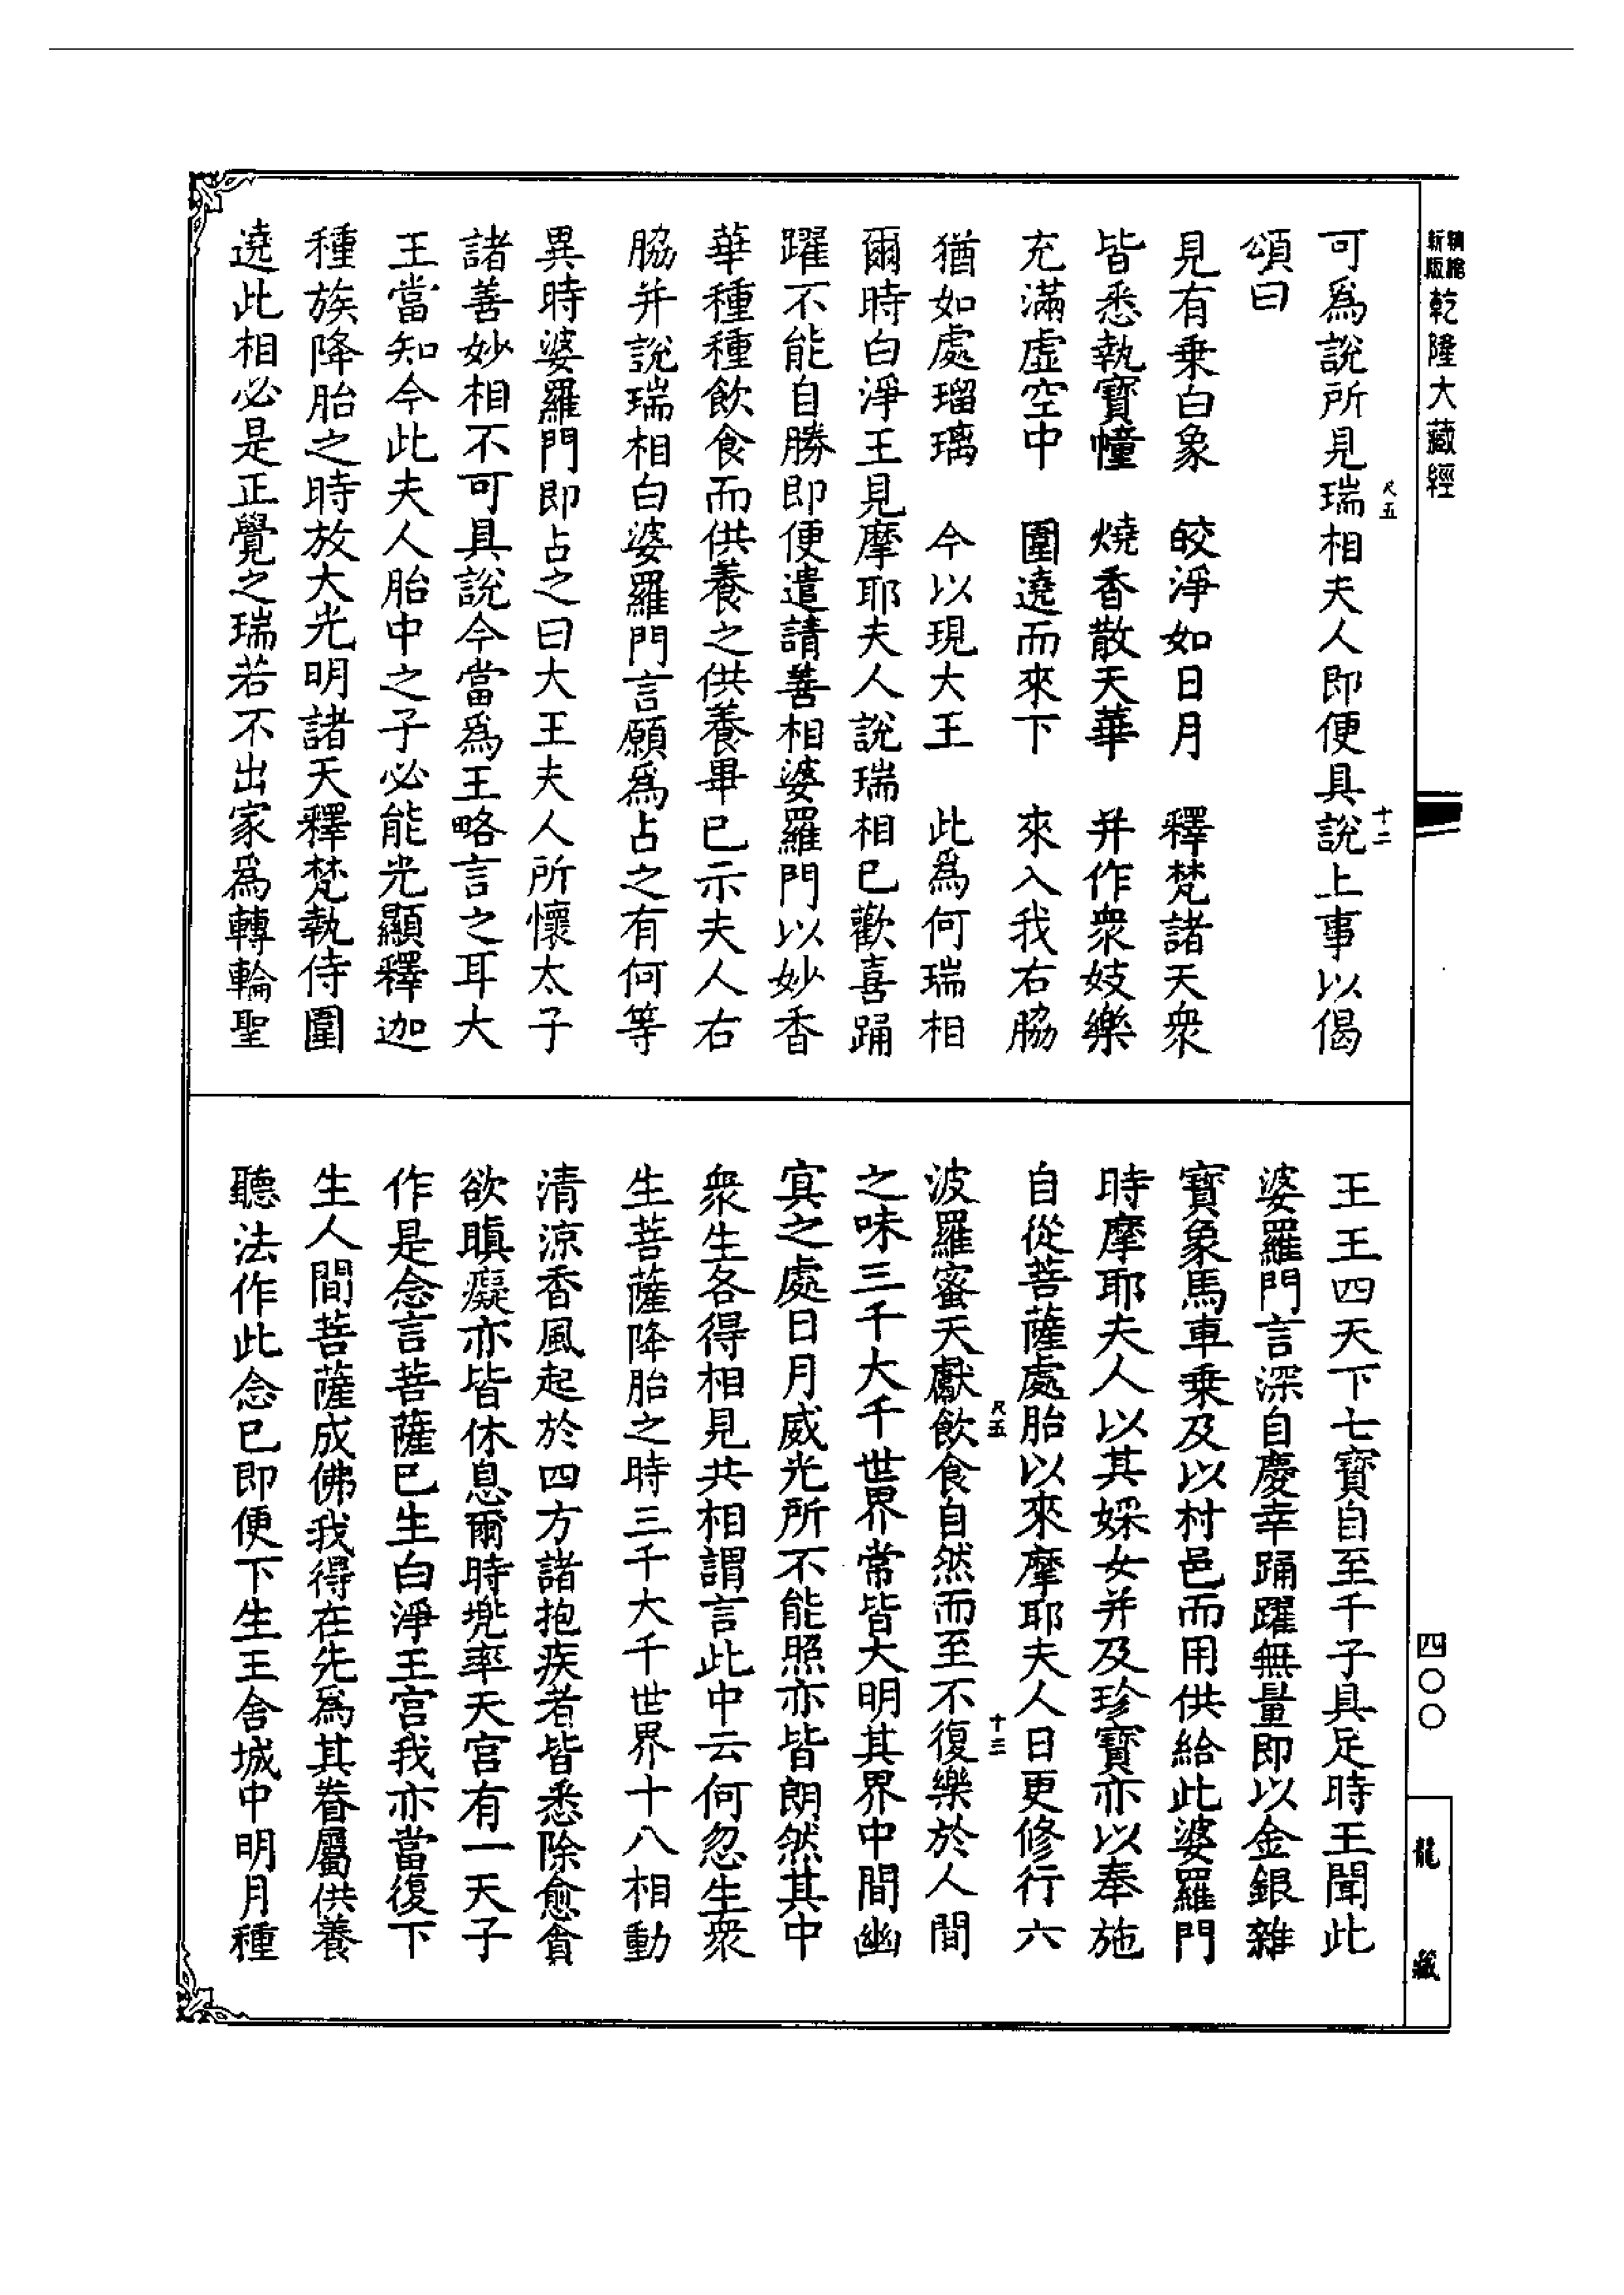 新版精縮乾隆大藏經
尺五
十二
可爲說所見瑞相夫人即便具說上事以偈
頌曰
見有乗白象　皎淨如日月　釋梵諸天衆
皆悉執寶幢　燒香散天華　并作衆妓樂
充滿虚空中　圍遶而來下　來入我右脇
猶如處瑠璃　今以現大王　此爲何瑞相
爾時白淨王見摩耶夫人說瑞相已歡喜踊
躍不能自勝即便遣請善相婆羅門以妙香
華種種飲食而供養之供養畢已示夫人右
脇并說瑞相白婆羅門言願爲占之有何等
異時婆羅門即占之曰大王夫人所懷太子
諸善妙相不可具說今當爲王略言之耳大
王當知今此夫人胎中之子必能光顯釋迦
種族降胎之時放大光明諸天釋梵執侍圍
遶此相必是正覺之瑞若不出家爲轉輪聖
王王四天下七寶自至千子具足時王聞此
婆羅門言深自慶幸踊躍無量即以金銀雜
寶象馬車乗及以村邑而用供給此婆羅門
時摩耶夫人以其婇女并及珍寶亦以奉施
自從菩薩處胎以來摩耶夫人日更修行六
尺五
十三
波羅蜜天獻飲食自然而至不復樂於人間
之味三千大千世界常皆大明其界中間幽
冥之處日月威光所不能照亦皆朗然其中
衆生各得相見共相謂言此中云何忽生衆
生菩薩降胎之時三千大千世界十八相動
清涼香風起於四方諸抱疾者皆悉除愈貪
欲瞋癡亦皆休息爾時兜率天宮有一天子
作是念言菩薩已生白淨王宮我亦當復下
生人間菩薩成佛我得在先爲其眷屬供養
聽法作此念已即便下生王舍城中明月種
四〇〇
龍藏